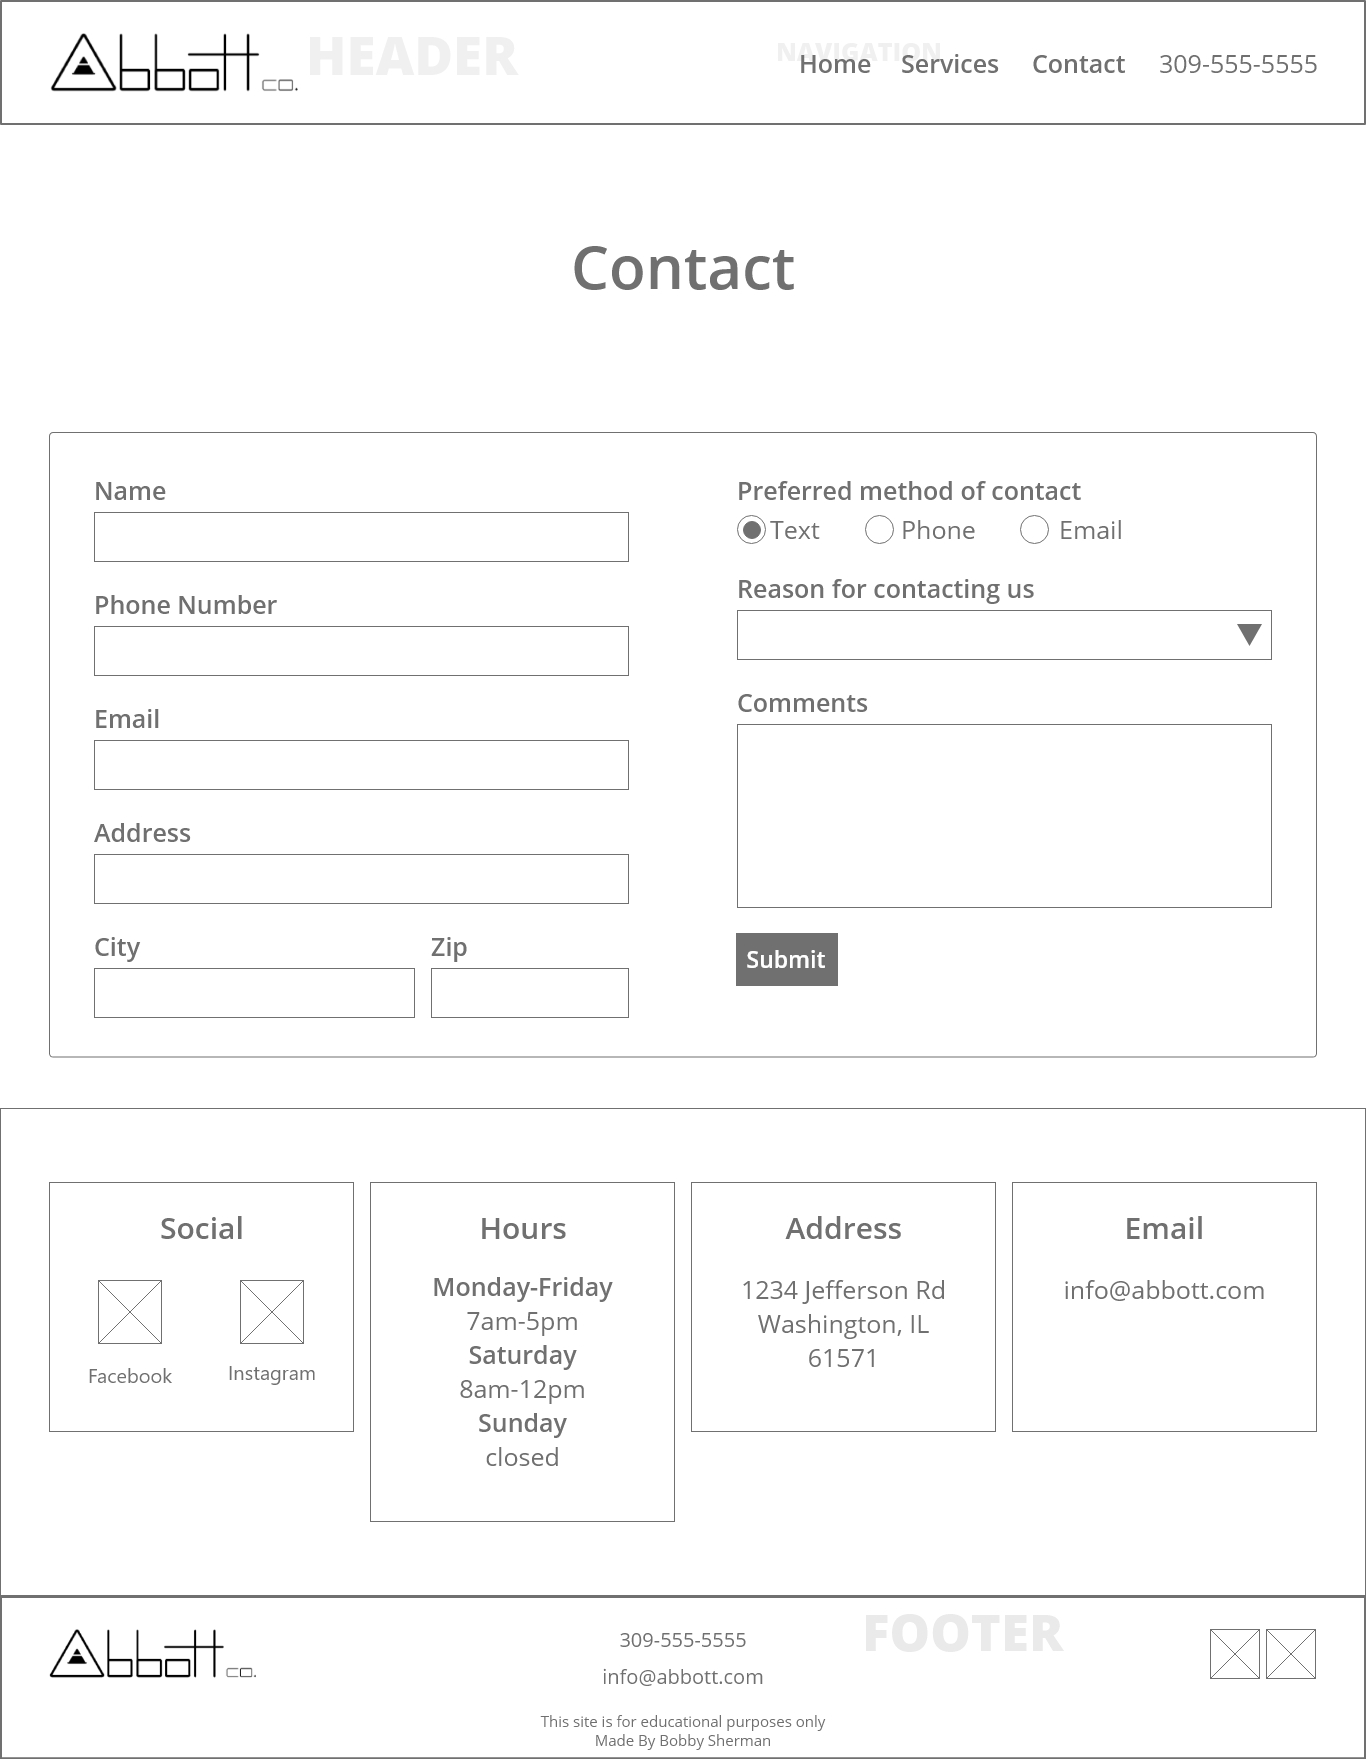 Abbott co.
HEADER
NAVIGATION
Home Services Contact 309-555-5555
Contact
Name
Phone Number
Email
Address
City Zip
Preferred method of contact
Text Phone Email
Reason for contacting us
Comments
Submit
Social
Facebook Instagram
Hours
Monday-Friday
7am-5pm
Saturday
8am-12pm
Sunday
closed
Address
1234 Jefferson Rd
Washington, IL
61571
Email
info@abbott.com
Abbott co.
309-555-5555
info@abbott.com
FOOTER
This site is for educational purposes only
Made By Bobby Sherman